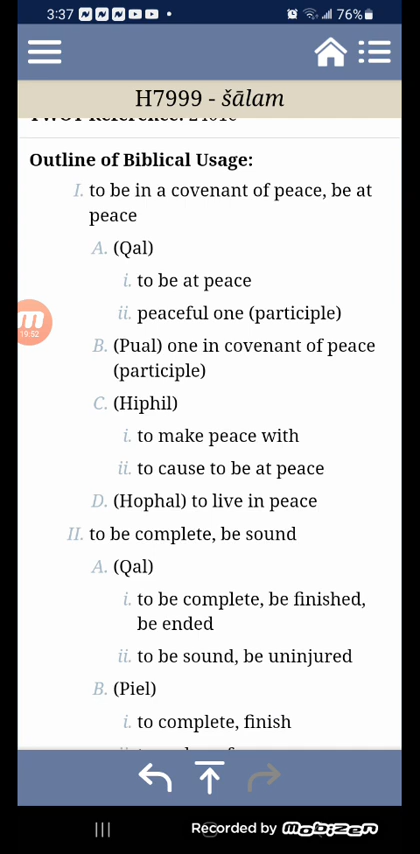 3:37 76%
H7999 - šālam
Outline of Biblical Usage:
I. to be in a covenant of peace, be at
peace
A. (Qal)
i. to be at peace
ii. peaceful one (participle)
B. (Pual) one in covenant of peace
(participle)
C. (Hiphil)
i. to make peace with
ii. to cause to be at peace
D. (Hophal) to live in peace
II. to be complete, be sound
A. (Qal)
i. to be complete, be finished,
be ended
ii. to be sound, be uninjured
B. (Piel)
i. to complete, finish
19:52
Recorded by mobizen